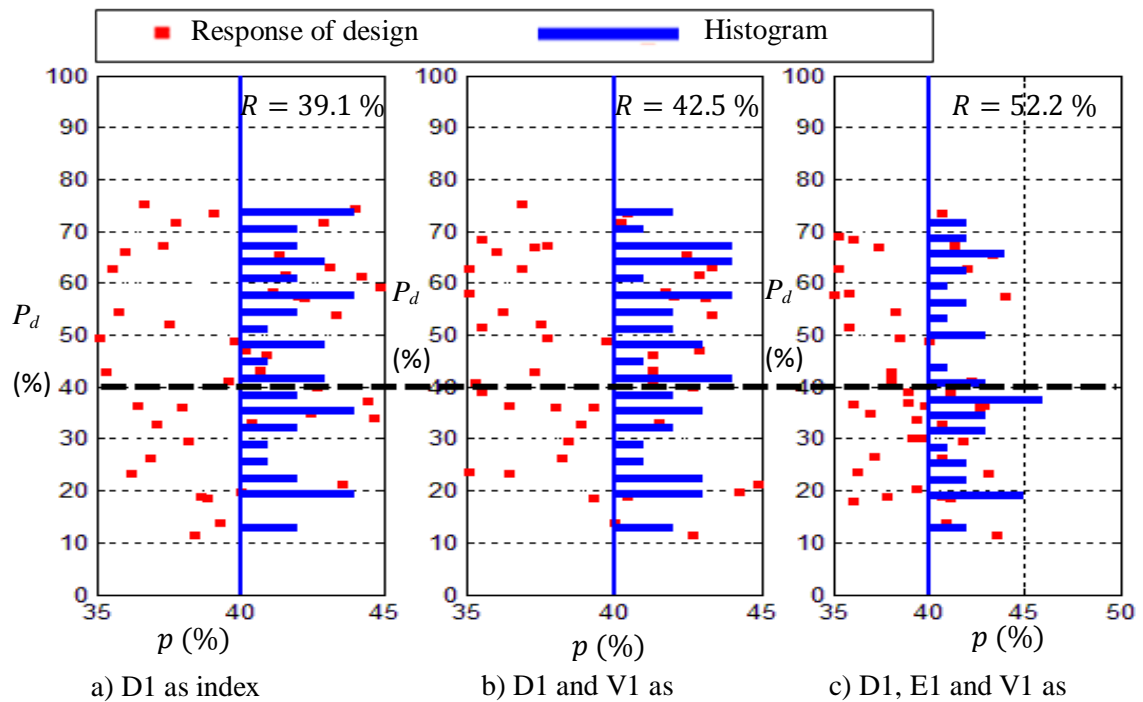 Response of design Histogram
R = 39.1 % R = 42.5 % R = 52.2 %
100 100 100
90 90 90
80 80 80
70 70 70
60 60 60
P_d P_d P_d
50 50 50
(%) (%) (%)
40 40 40
30 30 30
20 20 20
10 10 10
0 0 0
35 40 45 35 40 45 35 40 45 50
p (%) p (%) p (%)
a) D1 as index b) D1 and V1 as c) D1, E1 and V1 as